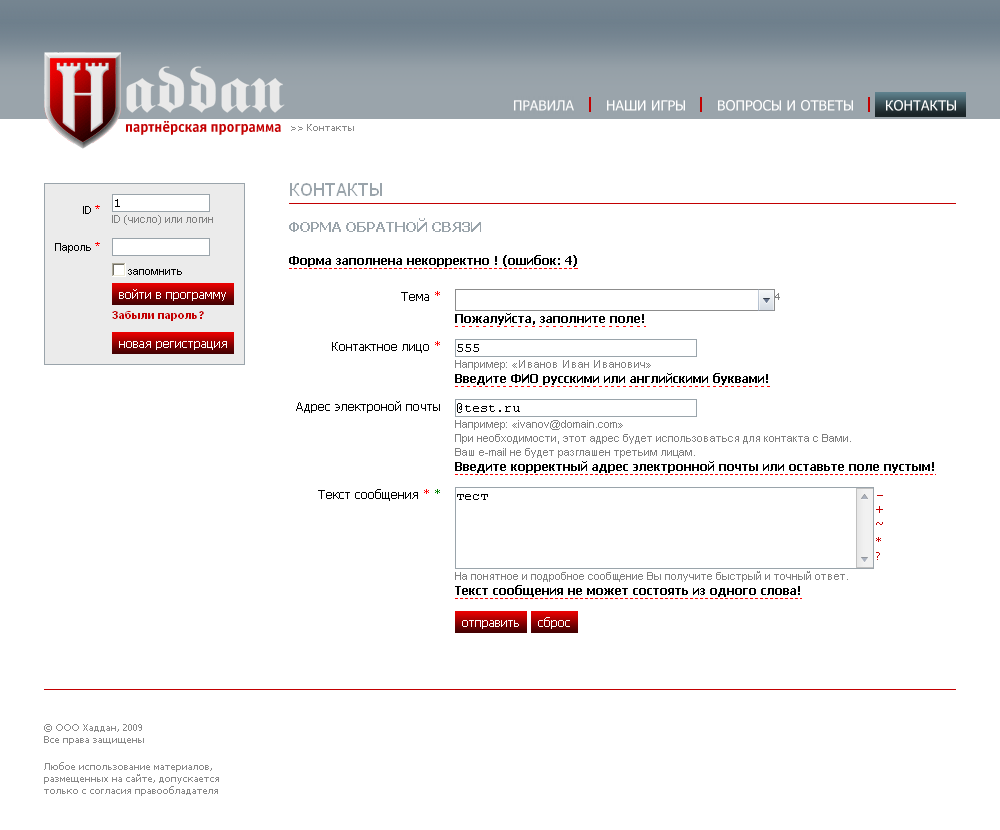 Наддан
партнёрская программа
>> Контакты
ПРАВИЛА
НАШИ ИГРЫ
ВОПРОСЫ И ОТВЕТЫ
КОНТАКТЫ
ID *
1
ID (число) или логин
Пароль *
запомнить
войти в программу
Забыли пароль?
новая регистрация
КОНТАКТЫ
ФОРМА ОБРАТНОЙ СВЯЗИ
Форма заполнена некорректно ! (ошибок: 4)
Тема *
4
Пожалуйста, заполните поле!
Контактное лицо *
555
Например: «Иванов Иван Иванович»
Введите ФИО русскими или английскими буквами!
Адрес электроной почты
@test.ru
Например: «ivanov@domain.com»
При необходимости, этот адрес будет использоваться для контакта с Вами.
Ваш e-mail не будет разглашен третьим лицам.
Введите корректный адрес электронной почты или оставьте поле пустым!
Текст сообщения * *
тест
−
+
~
*
?
На понятное и подробное сообщение Вы получите быстрый и точный ответ.
Текст сообщения не может состоять из одного слова!
отправить
сброс
© ООО Хаддан, 2009
Все права защищены
Любое использование материалов,
размещенных на сайте, допускается
только с согласия правообладателя